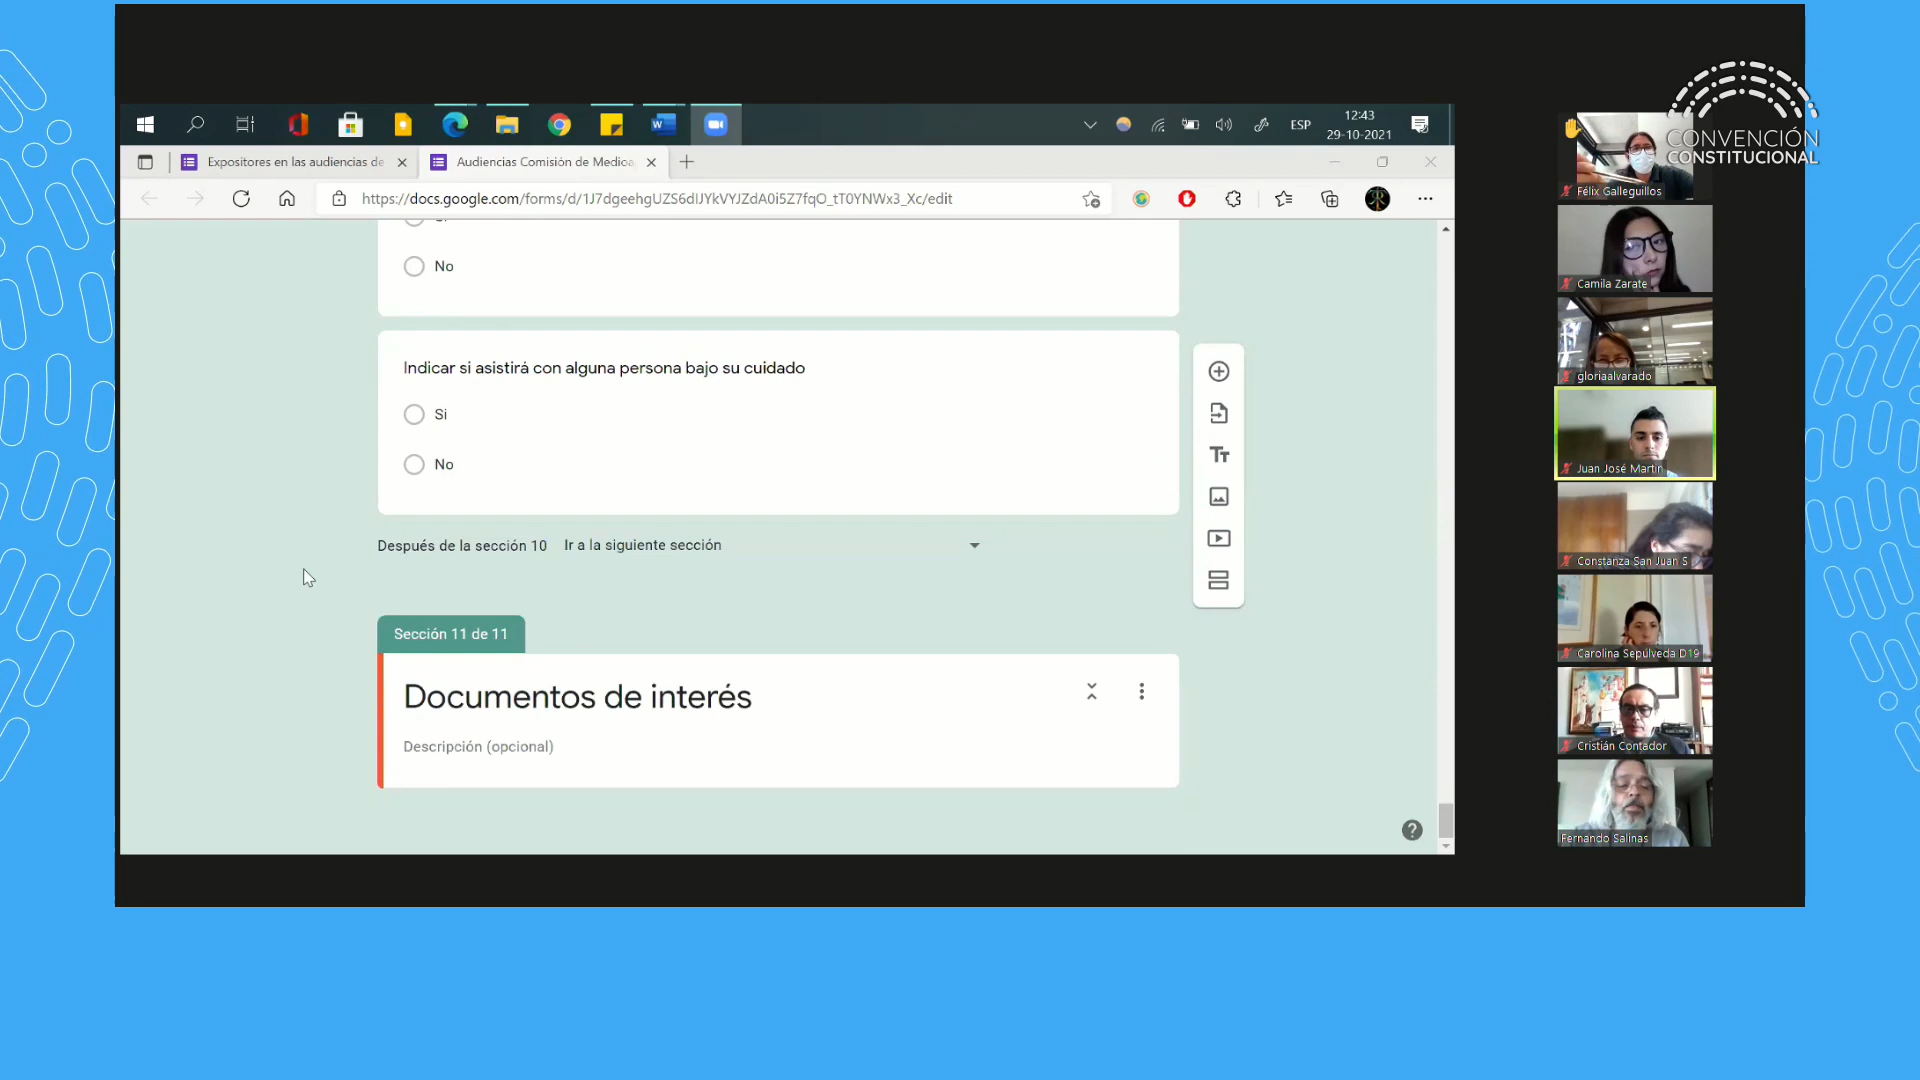 CONVENCIÓN
CONSTITUCIONAL
ESP
12:43
29-10-2021
Expositores en las audiencias de
Audiencias Comisión de Medioa
https://docs.google.com/forms/d/1J7dgeehgUZS6dIJYkVYJZdA0i5Z7fqO_tT0YNWx3_Xc/edit
No
Indicar si asistirá con alguna persona bajo su cuidado
Si
No
Después de la sección 10 Ir a la siguiente sección
Sección 11 de 11
Documentos de interés
Descripción (opcional)
Félix Galleguillos
Camila Zarate
gloriaalvarado
Juan José Martin
Constanza San Juan S
Carolina Sepúlveda D19
Cristián Contador
Fernando Salinas